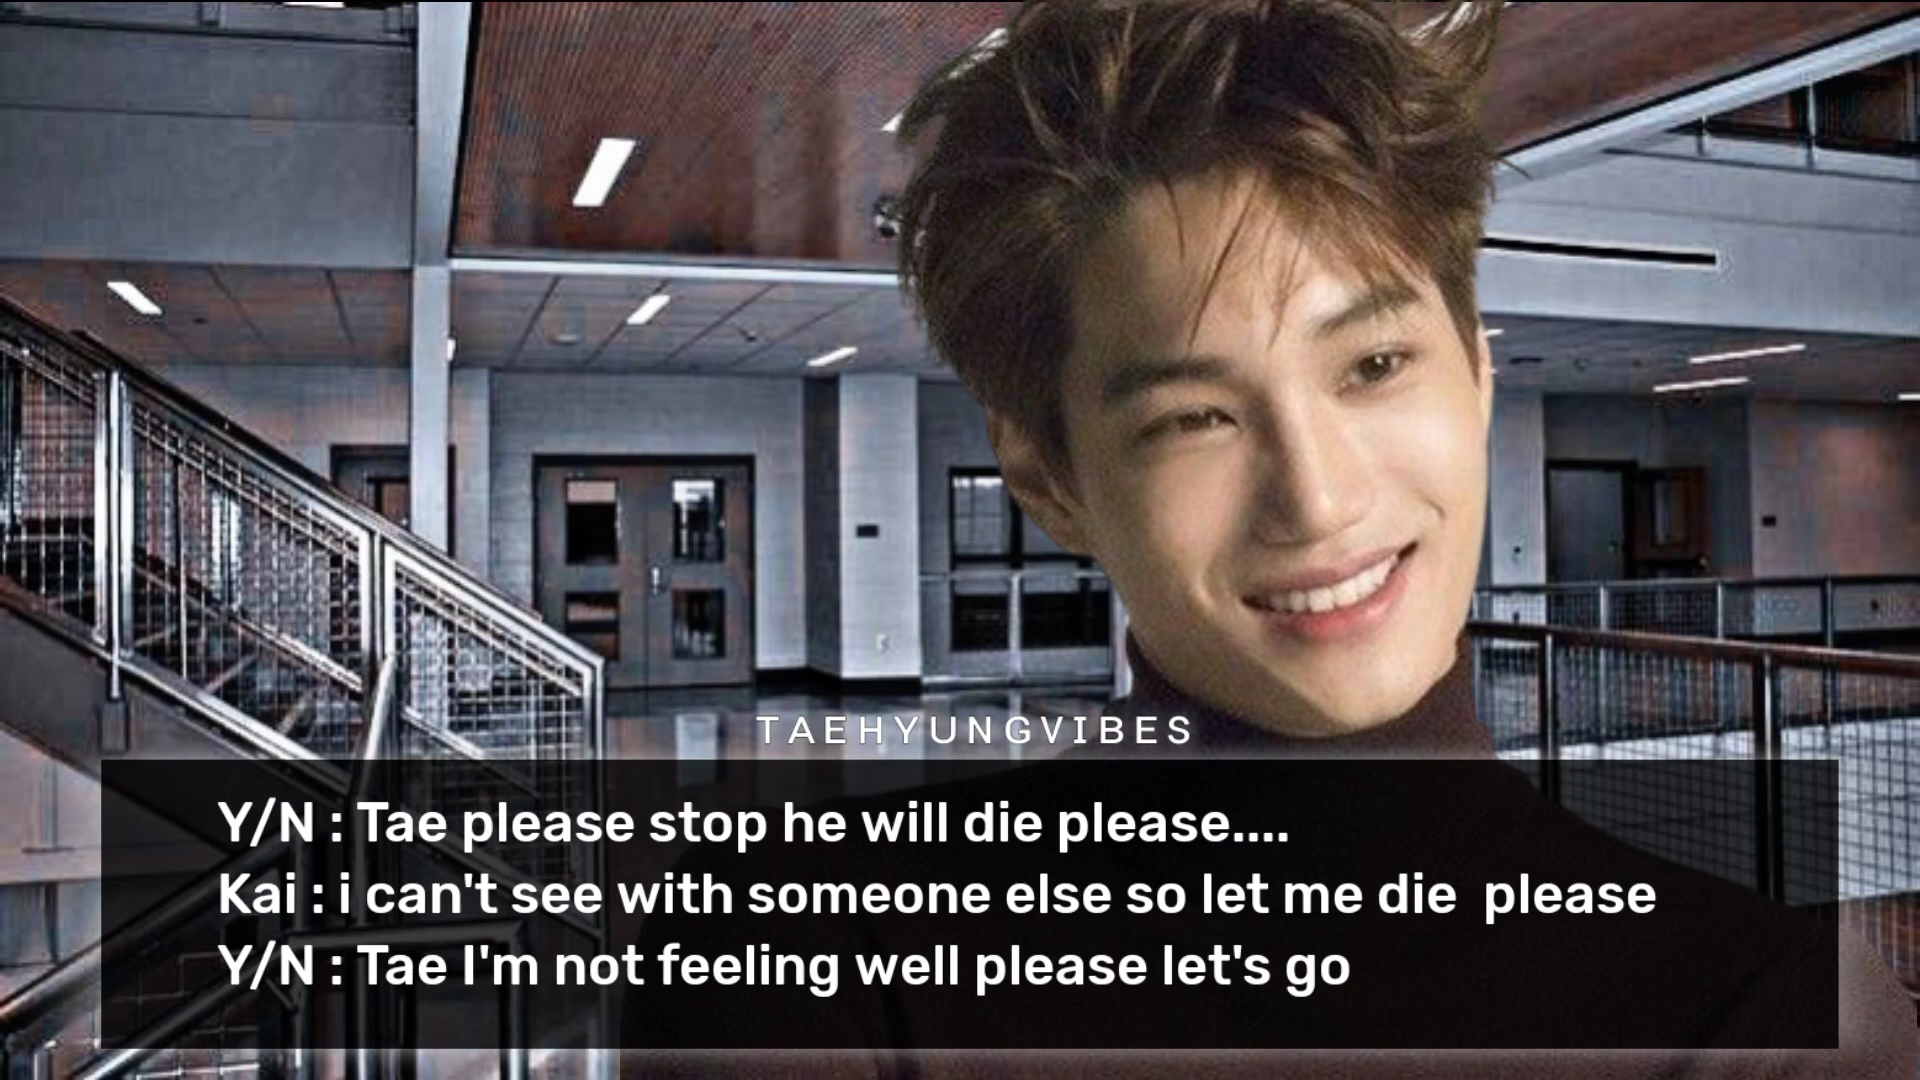 TAEHYUNGVIBES
Y/N : Tae please stop he will die please....
Kai : i can't see with someone else so let me die  please
Y/N : Tae I'm not feeling well please let's go